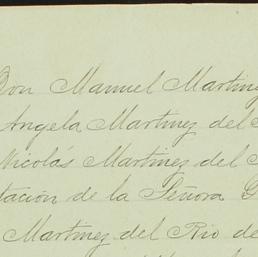 Don Manuel Martinez
Angela Martinez del
Nicolás Martinez del
tación de la Señora G
Martinez del Rio de